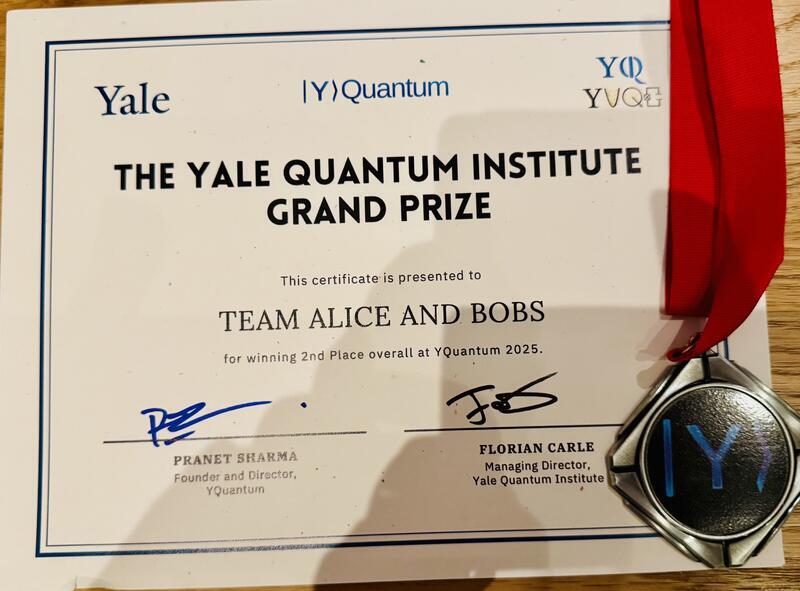 Yale
|Y⟩Quantum
YQ
THE YALE QUANTUM INSTITUTE
GRAND PRIZE
This certificate is presented to
TEAM ALICE AND BOBS
for winning 2nd Place overall at YQuantum 2025.
PRANET SHARMA
Founder and Director,
YQuantum
FLORIAN CARLE
Managing Director,
Yale Quantum Institute
|Y⟩